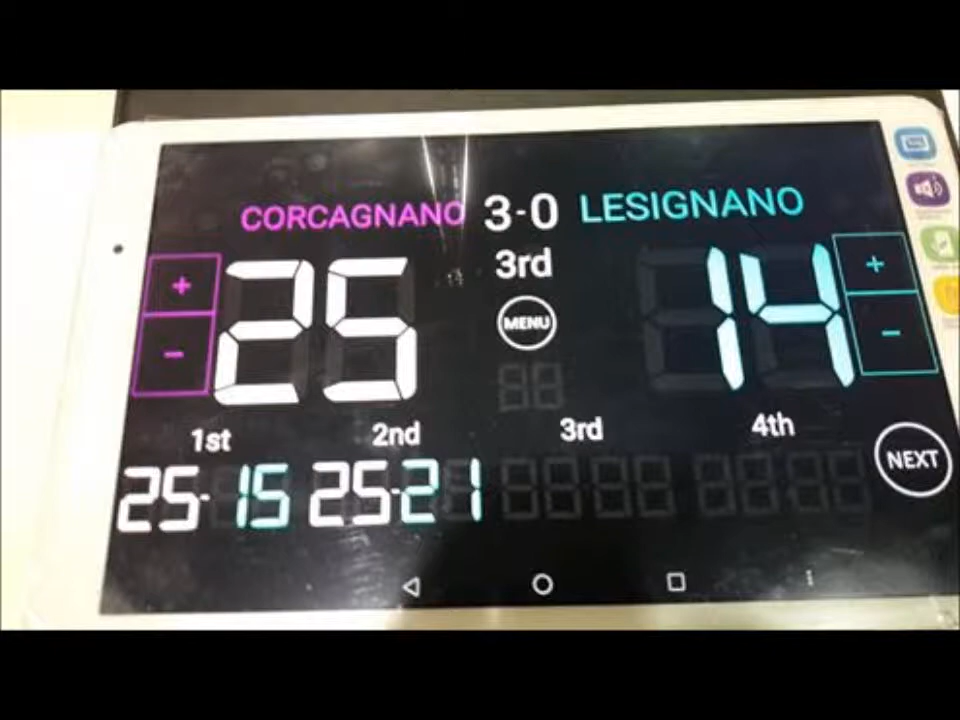 CORCAGNANO 3-0 LESIGNANO
3rd
+ 25 14 +
MENU
- -
1st 2nd 3rd 4th
25-15 25-21
NEXT